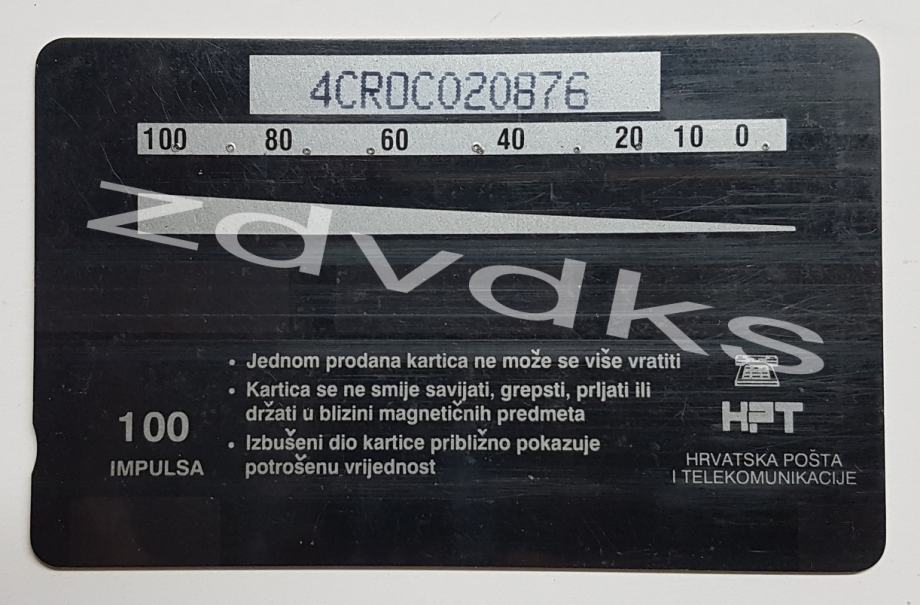 4CRDC020876
100 80 60 40 20 10 0
zdvdks
• Jednom prodana kartica ne može se više vratiti
• Kartica se ne smije savijati, grepsti, prljati ili
držati u blizini magnetičnih predmeta
• Izbušeni dio kartice približno pokazuje
potrošenu vrijednost
100
IMPULSA
HPT
HRVATSKA POŠTA
I TELEKOMUNIKACIJE